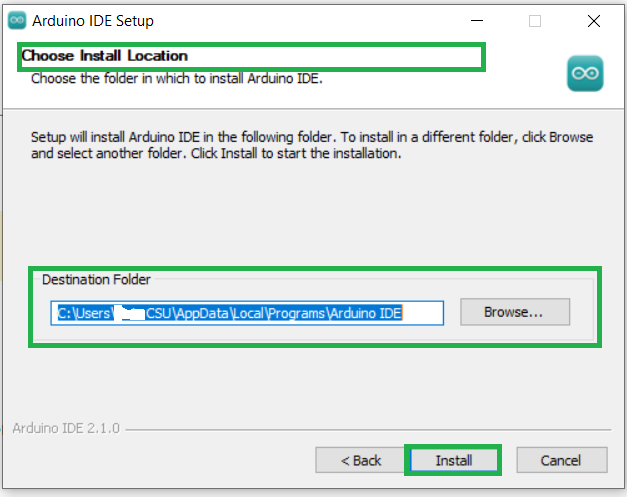 Arduino IDE Setup
Choose Install Location
Choose the folder in which to install Arduino IDE.
Setup will install Arduino IDE in the following folder. To install in a different folder, click Browse
and select another folder. Click Install to start the installation.
Destination Folder
C:\Users\ CSU\AppData\Local\Programs\Arduino IDE
Browse...
Arduino IDE 2.1.0
< Back
Install
Cancel